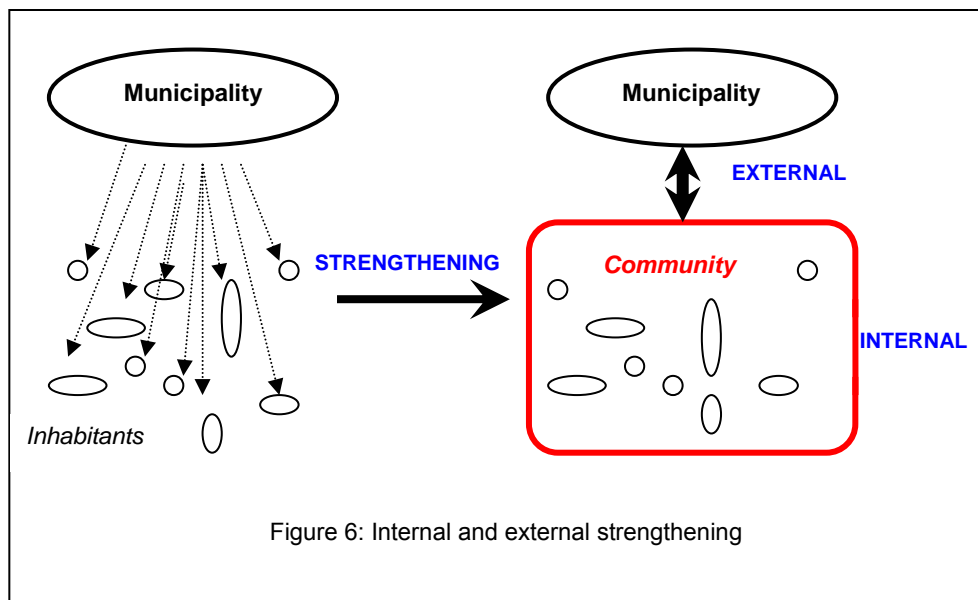 Municipality
Municipality
EXTERNAL
STRENGTHENING
Community
INTERNAL
Inhabitants
Figure 6: Internal and external strengthening